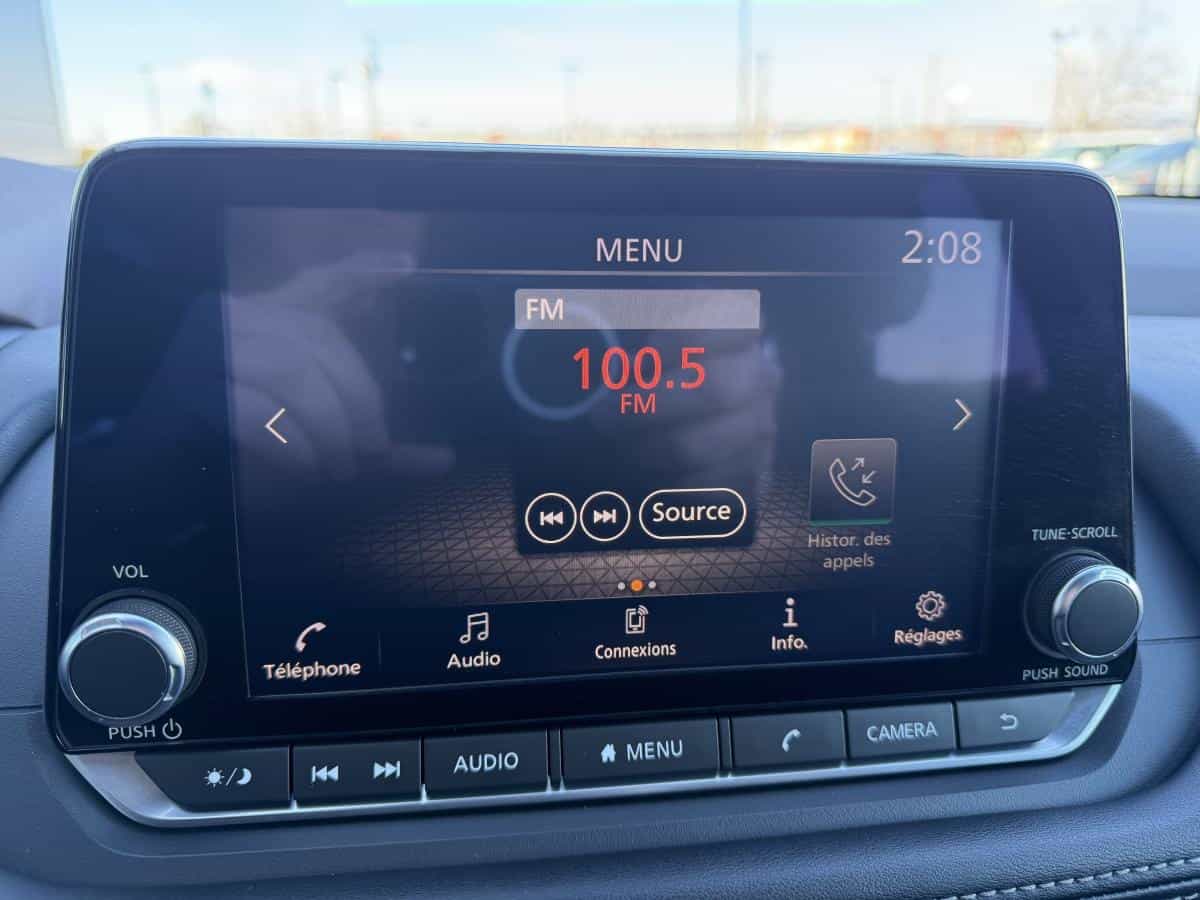 MENU
2:08
FM
100.5
FM
Source
Histor. des
appels
Téléphone
Audio
Connexions
Info.
Réglages
VOL
PUSH
TUNE·SCROLL
PUSH SOUND
AUDIO
MENU
CAMERA